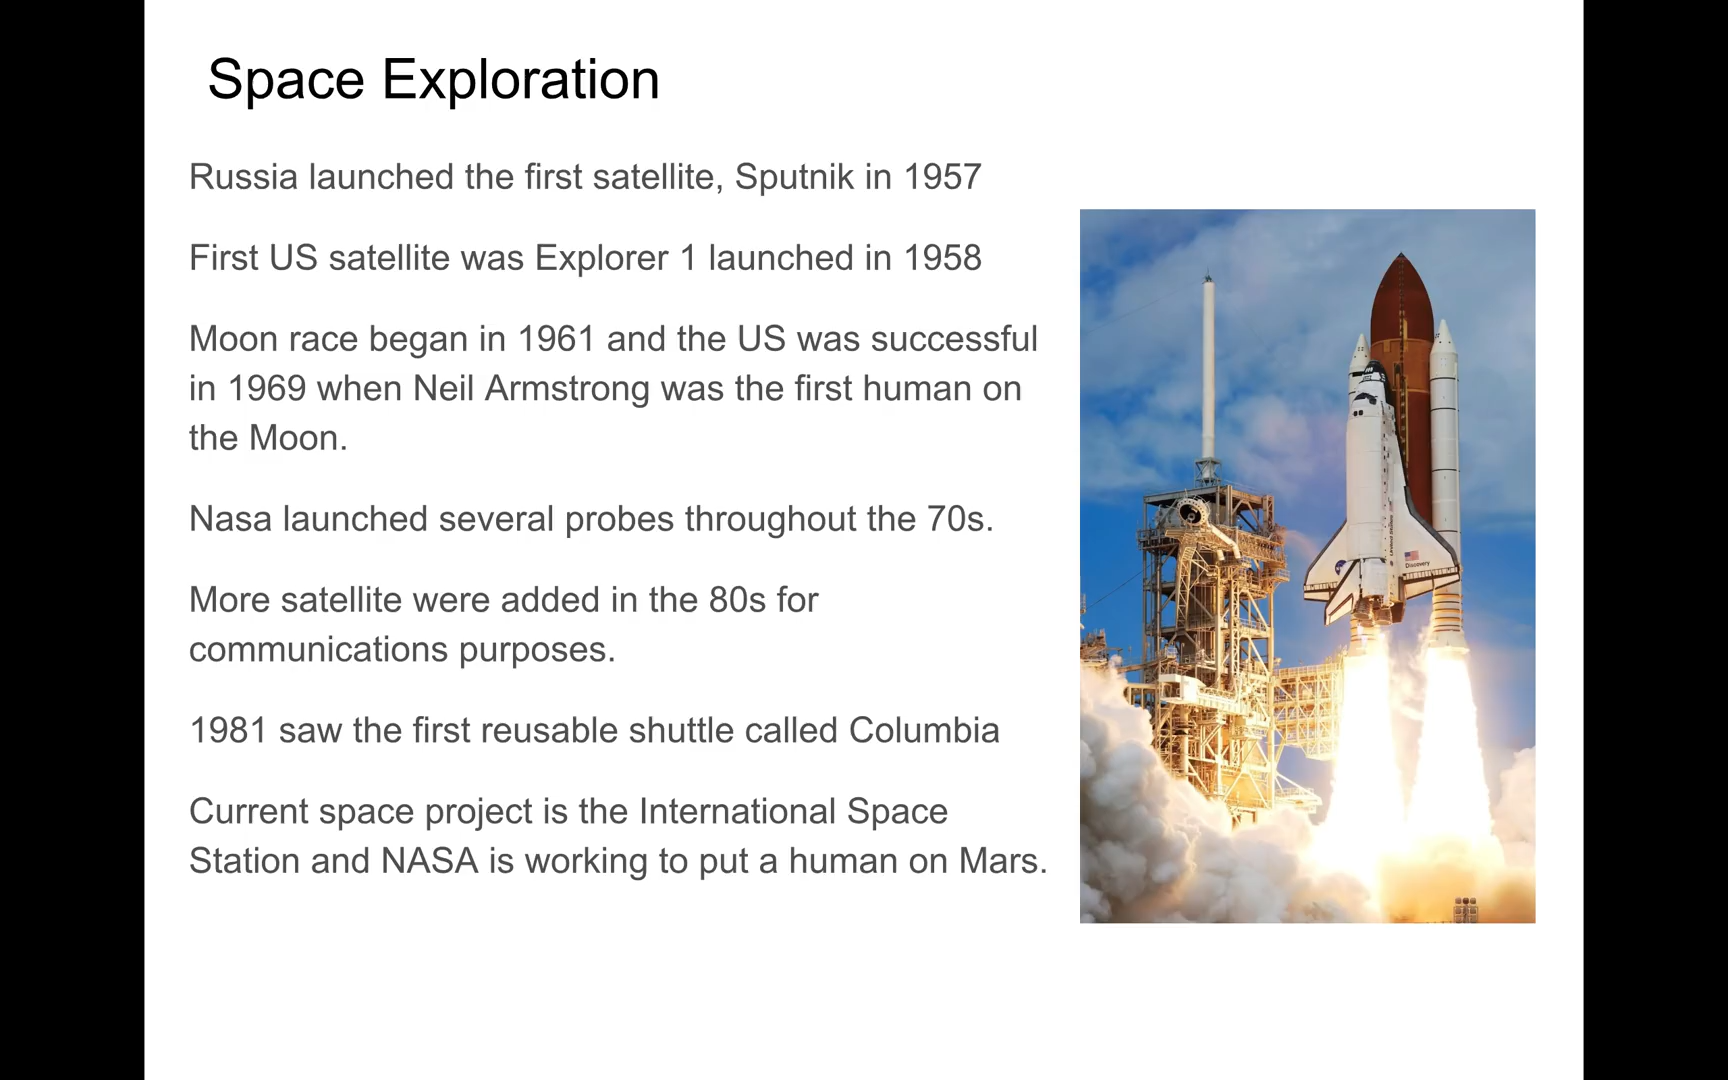 Space Exploration
Russia launched the first satellite, Sputnik in 1957
First US satellite was Explorer 1 launched in 1958
Moon race began in 1961 and the US was successful
in 1969 when Neil Armstrong was the first human on
the Moon.
Nasa launched several probes throughout the 70s.
More satellite were added in the 80s for
communications purposes.
1981 saw the first reusable shuttle called Columbia
Current space project is the International Space
Station and NASA is working to put a human on Mars.
United States
Discovery